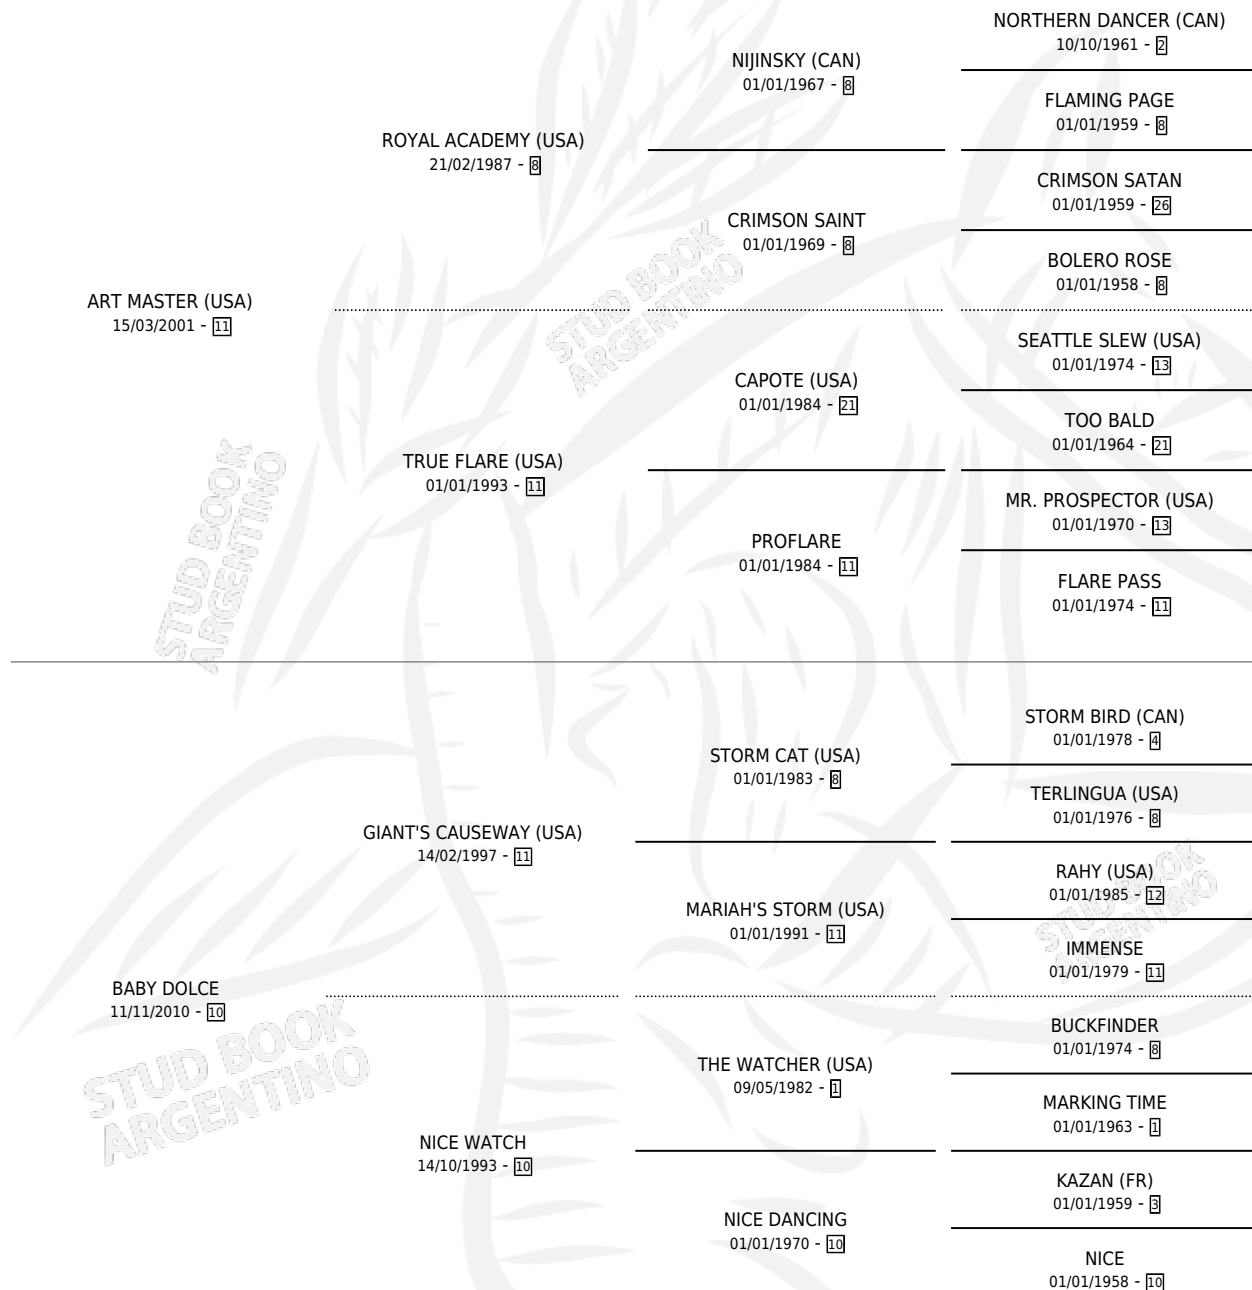 NORTHERN DANCER (CAN)
10/10/1961 - 2
NIJINSKY (CAN)
01/01/1967 - 8
FLAMING PAGE
01/01/1959 - 8
ROYAL ACADEMY (USA)
21/02/1987 - 8
CRIMSON SATAN
01/01/1959 - 26
CRIMSON SAINT
01/01/1969 - 8
BOLERO ROSE
01/01/1958 - 8
ART MASTER (USA)
15/03/2001 - 11
STUD BOOK
ARGENTINO
SEATTLE SLEW (USA)
01/01/1974 - 13
CAPOTE (USA)
01/01/1984 - 21
TOO BALD
01/01/1964 - 21
TRUE FLARE (USA)
01/01/1993 - 11
MR. PROSPECTOR (USA)
01/01/1970 - 13
PROFLARE
01/01/1984 - 11
FLARE PASS
01/01/1974 - 11
STUD BOOK
ARGENTINO
STORM BIRD (CAN)
01/01/1978 - 4
STORM CAT (USA)
01/01/1983 - 8
TERLINGUA (USA)
01/01/1976 - 8
GIANT'S CAUSEWAY (USA)
14/02/1997 - 11
RAHY (USA)
01/01/1985 - 12
MARIAH'S STORM (USA)
01/01/1991 - 11
STUD BOOK
ARGENTINO
IMMENSE
01/01/1979 - 11
BABY DOLCE
11/11/2010 - 10
STUD BOOK
ARGENTINO
BUCKFINDER
01/01/1974 - 8
THE WATCHER (USA)
09/05/1982 - 1
MARKING TIME
01/01/1963 - 1
NICE WATCH
14/10/1993 - 10
KAZAN (FR)
01/01/1959 - 3
NICE DANCING
01/01/1970 - 10
NICE
01/01/1958 - 10